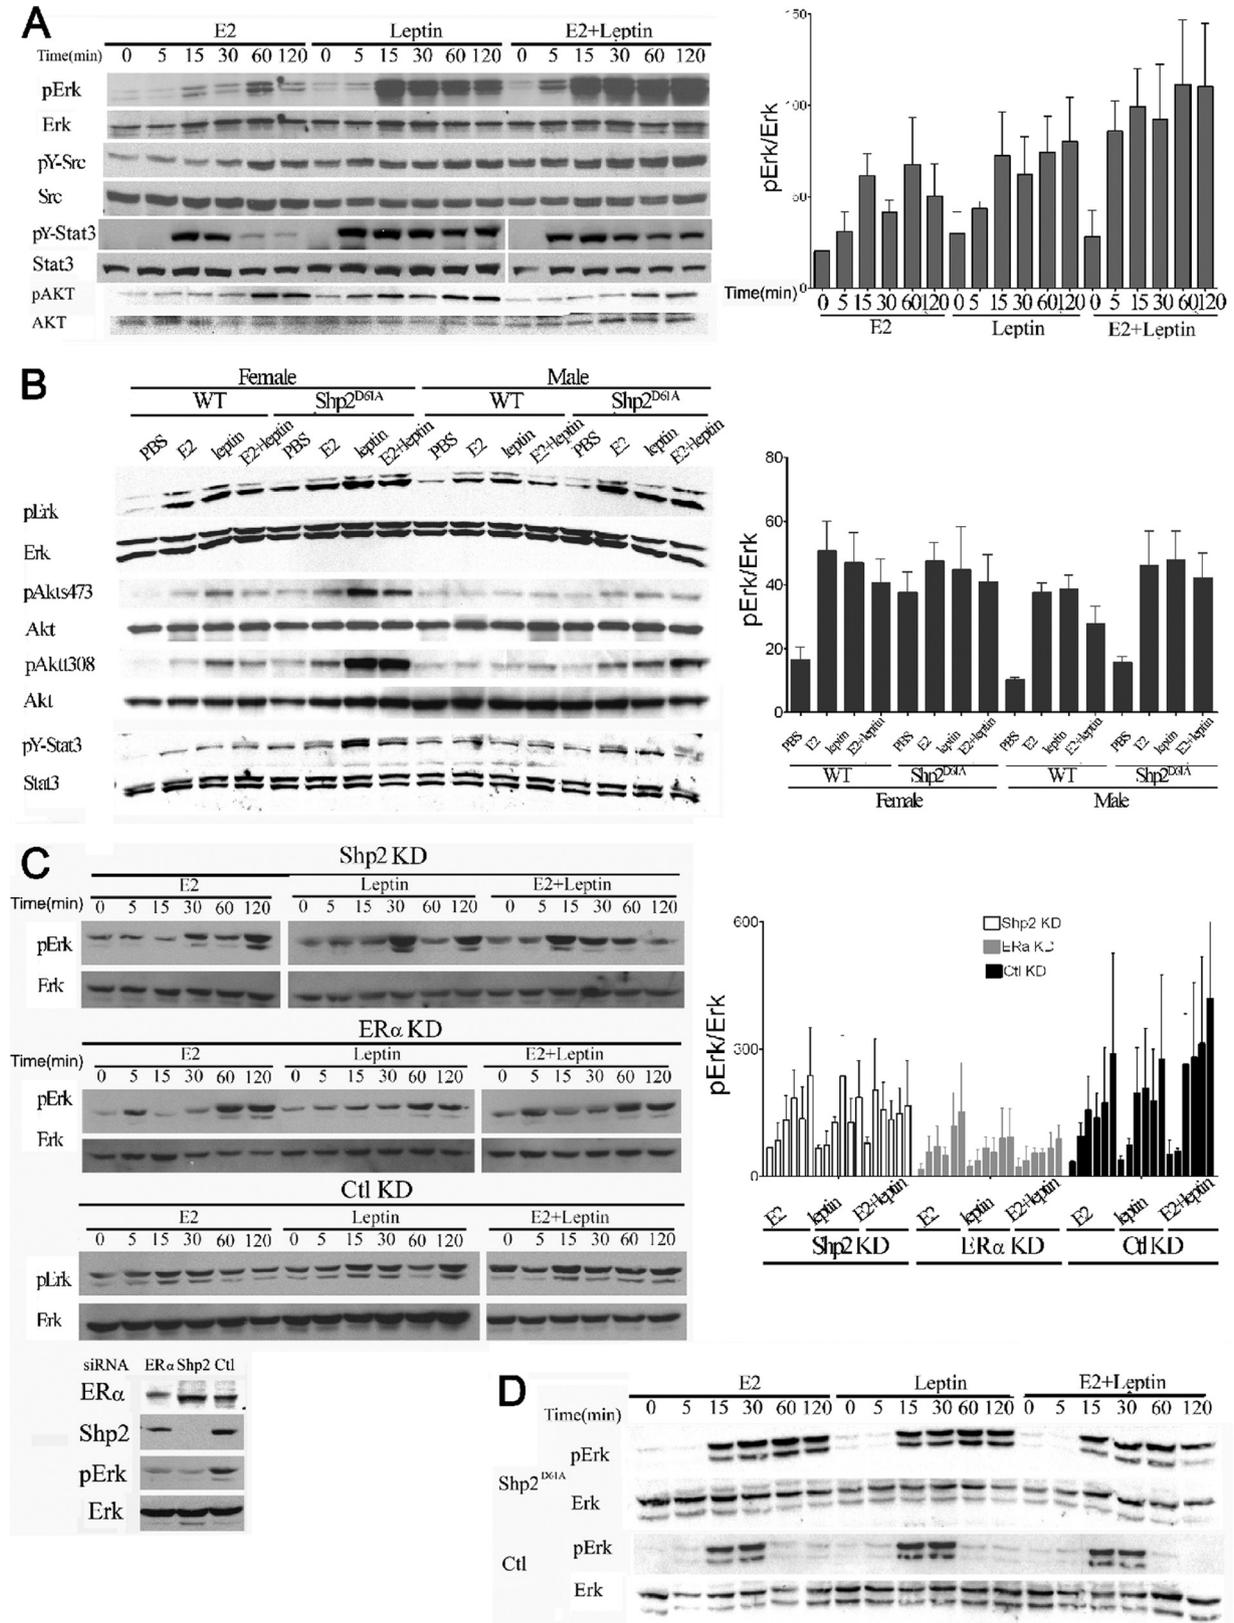 A
E2 Leptin E2+Leptin
Time(min) 0 5 15 30 60 120 0 5 15 30 60 120 0 5 15 30 60 120
pErk
Erk
pY-Src
Src
pY-Stat3
Stat3
pAKT
AKT
150
100
50
0
pErk/Erk
Time(min) 0 5 15 30 60 120 0 5 15 30 60 120 0 5 15 30 60 120
E2 Leptin E2+Leptin
B
Female Male
WT Shp2D61A WT Shp2D61A
PBS E2 leptin E2+leptin PBS E2 leptin E2+leptin PBS E2 leptin E2+leptin PBS E2 leptin E2+leptin
pErk
Erk
pAkts473
Akt
pAktt308
Akt
pY-Stat3
Stat3
80
60
40
20
0
pErk/Erk
PBS E2 leptin E2+leptin PBS E2 leptin E2+leptin PBS E2 leptin E2+leptin PBS E2 leptin E2+leptin
WT Shp2D61A WT Shp2D61A
Female Male
C
Shp2 KD
E2 Leptin E2+Leptin
Time(min) 0 5 15 30 60 120 0 5 15 30 60 120 0 5 15 30 60 120
pErk
Erk
ERα KD
E2 Leptin E2+Leptin
Time(min) 0 5 15 30 60 120 0 5 15 30 60 120 0 5 15 30 60 120
pErk
Erk
Ctl KD
E2 Leptin E2+Leptin
0 5 15 30 60 120 0 5 15 30 60 120 0 5 15 30 60 120
pErk
Erk
siRNA ERα Shp2 Ctl
ERα
Shp2
pErk
Erk
600
300
0
pErk/Erk
Shp2 KD
ERa KD
Ctl KD
E2 leptin E2+leptin E2 leptin E2+leptin E2 leptin E2+leptin
Shp2 KD ERα KD Ctl KD
D
E2 Leptin E2+Leptin
Time(min) 0 5 15 30 60 120 0 5 15 30 60 120 0 5 15 30 60 120
Shp2D61A
pErk
Erk
Ctl
pErk
Erk